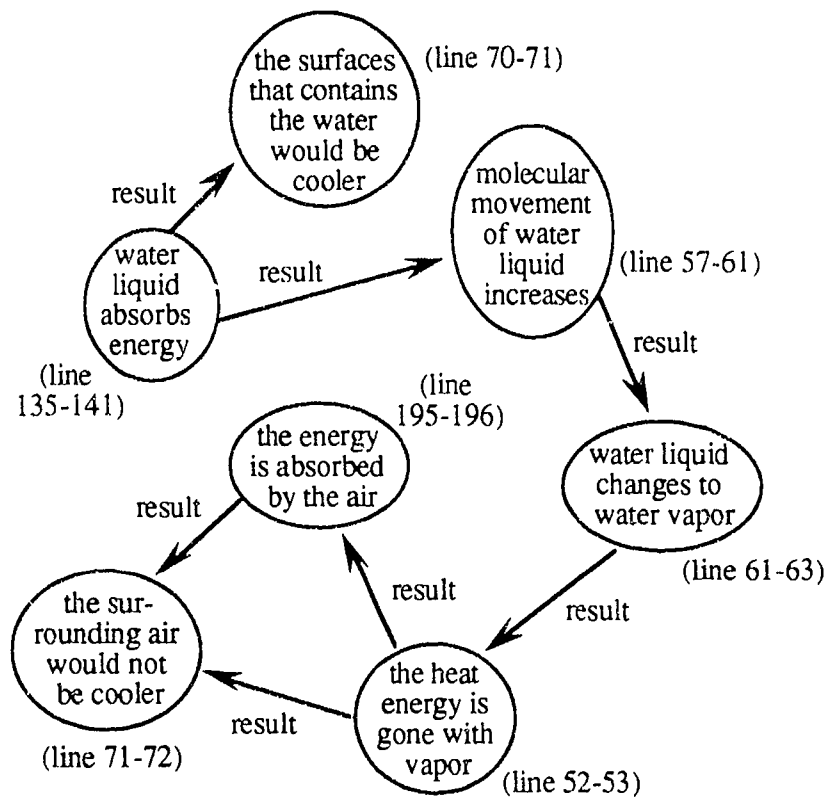 the surfaces
that contains
the water
would be
cooler
(line 70-71)
result
water
liquid
absorbs
energy
(line
135-141)
result
molecular
movement
of water
liquid
increases
(line 57-61)
result
water liquid
changes to
water vapor
(line 61-63)
result
the heat
energy is
gone with
vapor
(line 52-53)
result
the energy
is absorbed
by the air
(line
195-196)
result
result
the sur-
rounding air
would not
be cooler
(line 71-72)